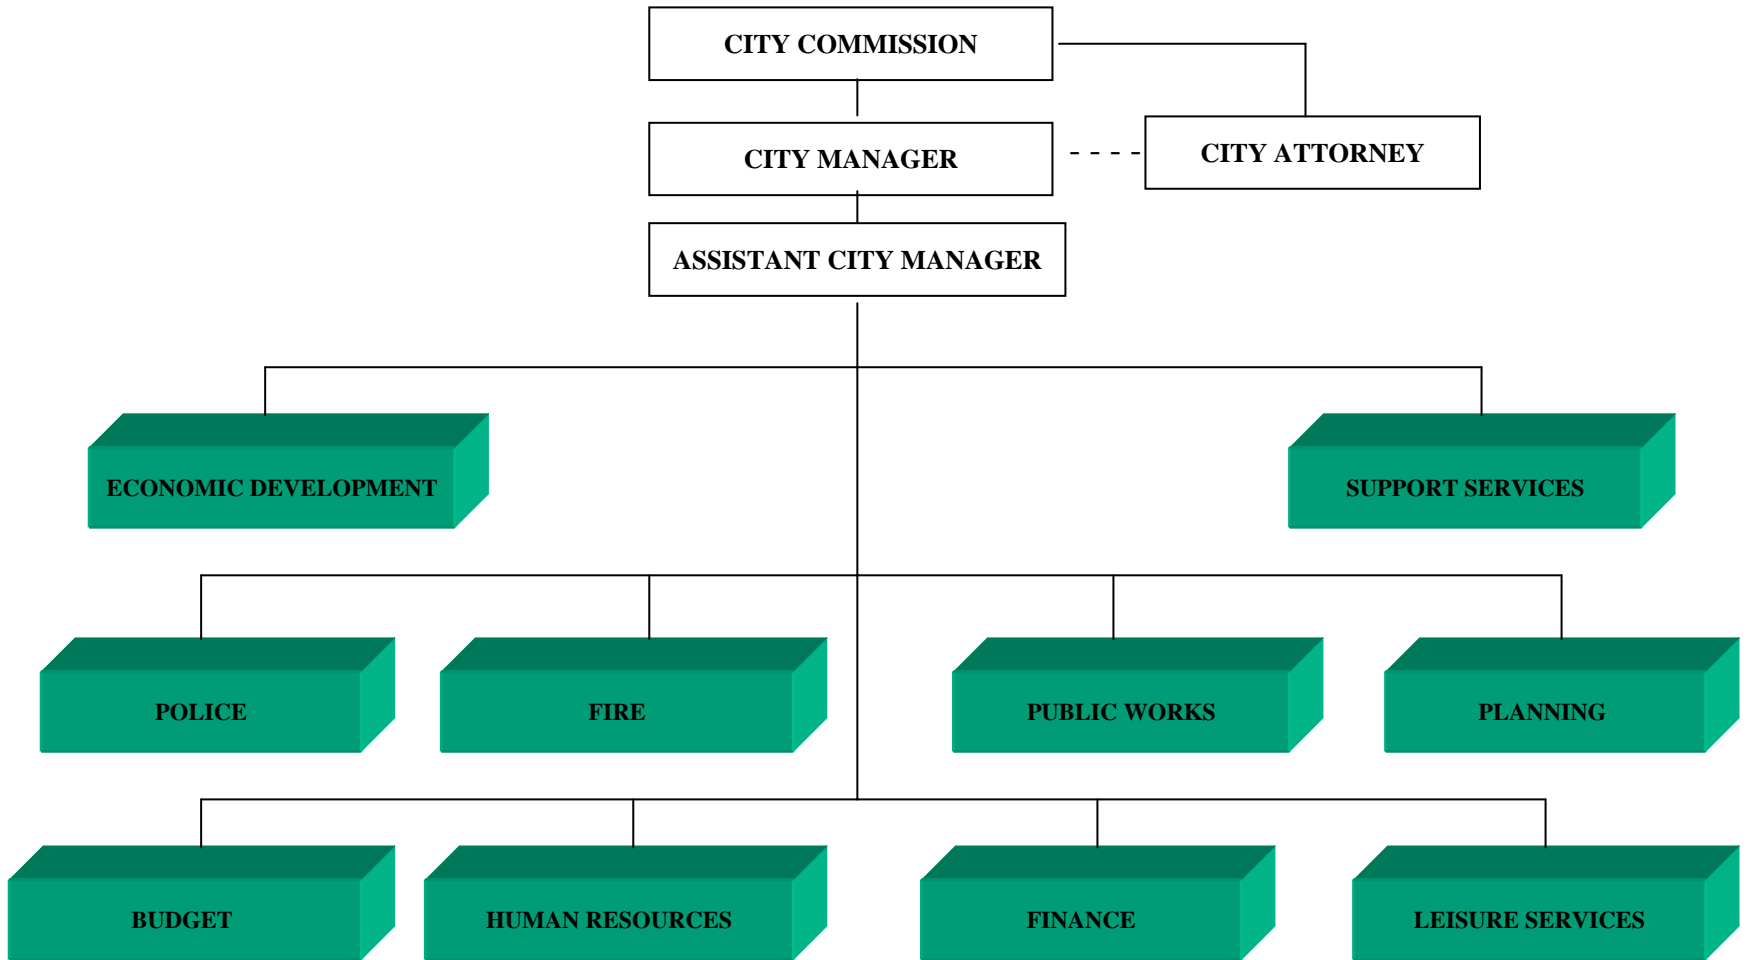 CITY COMMISSION
CITY MANAGER
CITY ATTORNEY
ASSISTANT CITY MANAGER
ECONOMIC DEVELOPMENT
SUPPORT SERVICES
POLICE
FIRE
PUBLIC WORKS
PLANNING
BUDGET
HUMAN RESOURCES
FINANCE
LEISURE SERVICES